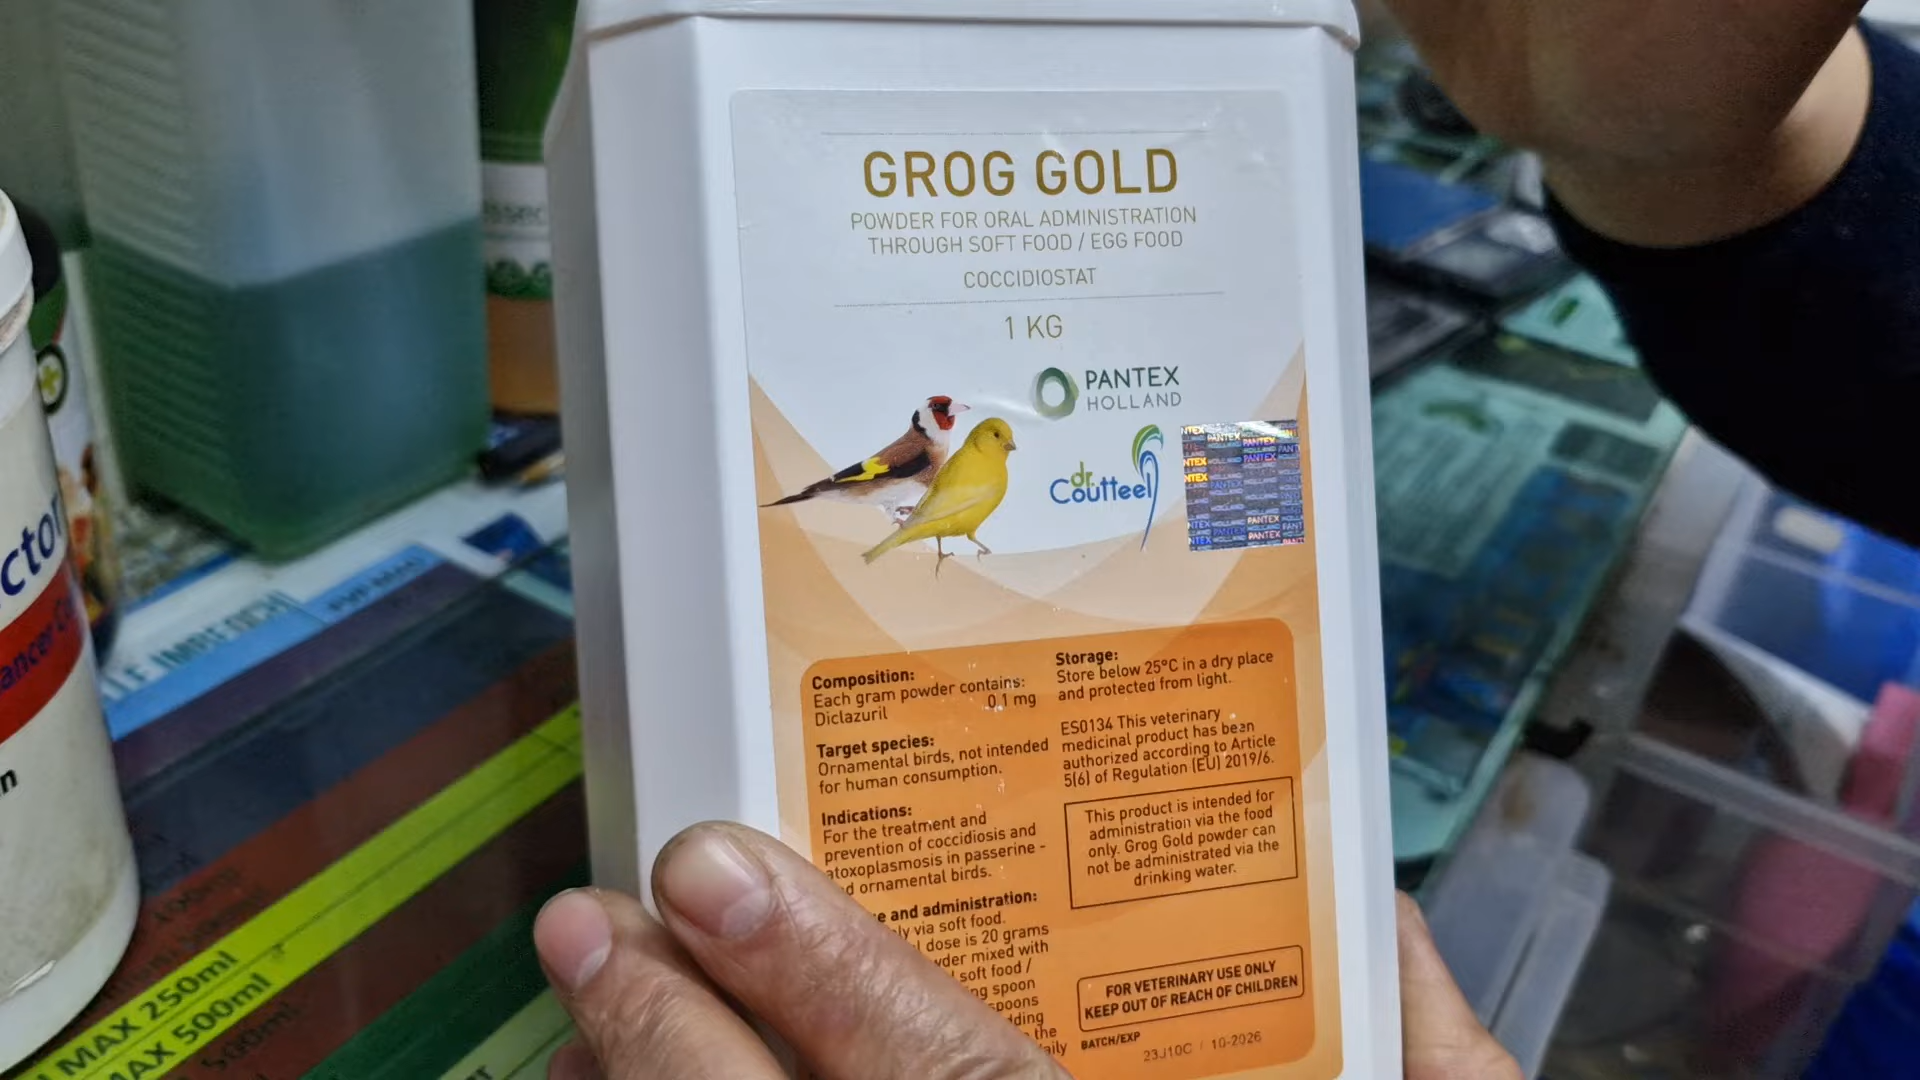 GROG GOLD
POWDER FOR ORAL ADMINISTRATION
THROUGH SOFT FOOD / EGG FOOD
COCCIDIOSTAT
1 KG
PANTEX
HOLLAND
dr.
Coutteel
Composition:
Each gram powder contains:
Diclazuril 0.1 mg
Target species:
Ornamental birds, not intended
for human consumption.
Indications:
For the treatment and
prevention of coccidiosis and
atoxoplasmosis in passerine -
ornamental birds.
and administration:
via soft food.
dose is 20 grams
mixed with
soft food /
spoon
the
Storage:
Store below 25°C in a dry place
and protected from light.
ES0134 This veterinary
medicinal product has been
authorized according to Article
5(6) of Regulation (EU) 2019/6.
This product is intended for
administration via the food
only. Grog Gold powder can
not be administrated via the
drinking water.
FOR VETERINARY USE ONLY
KEEP OUT OF REACH OF CHILDREN
BATCH/EXP
23J10C / 10-2026
MAX 250ml
MAX 500ml
500ml